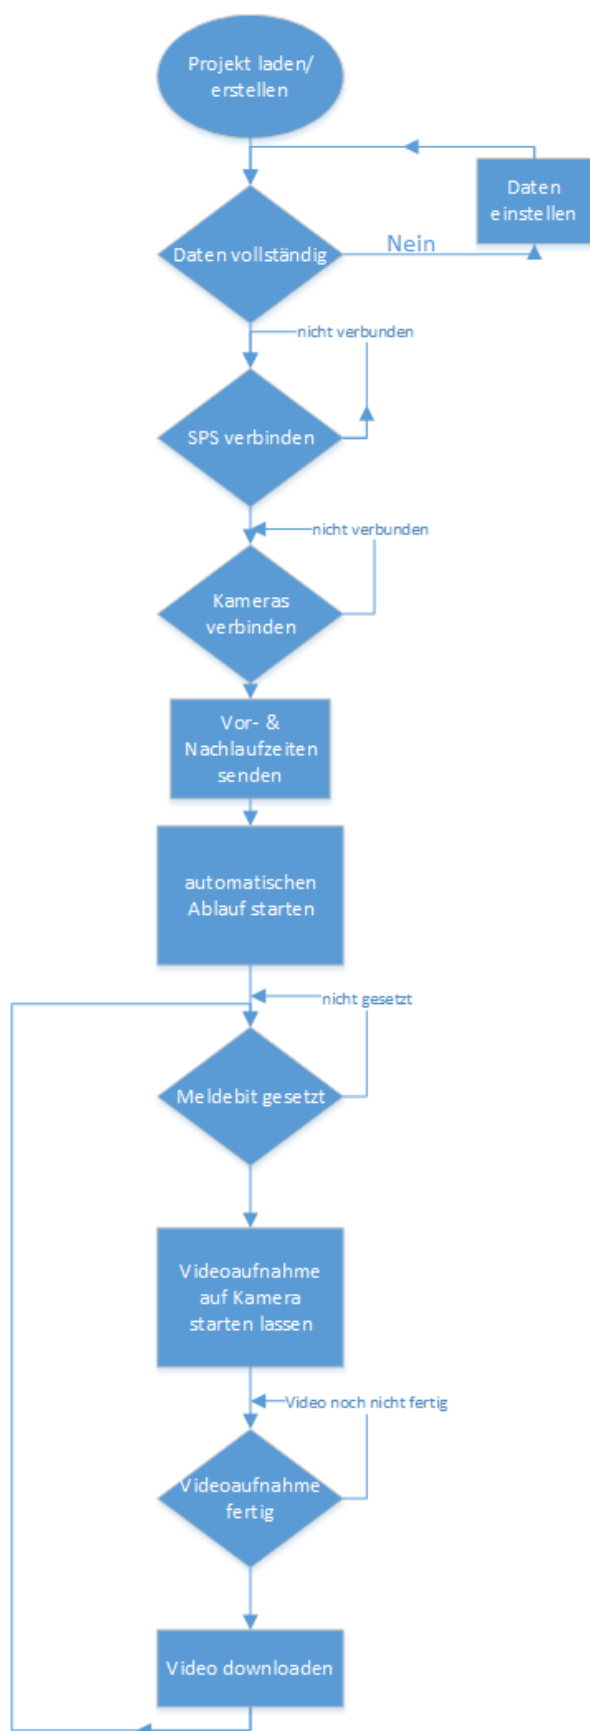 Projekt laden/
erstellen
Daten
einstellen
Daten vollständig
Nein
nicht verbunden
SPS verbinden
nicht verbunden
Kameras
verbinden
Vor- &
Nachlaufzeiten
senden
automatischen
Ablauf starten
nicht gesetzt
Meldebit gesetzt
Videoaufnahme
auf Kamera
starten lassen
Video noch nicht fertig
Videoaufnahme
fertig
Video downloaden